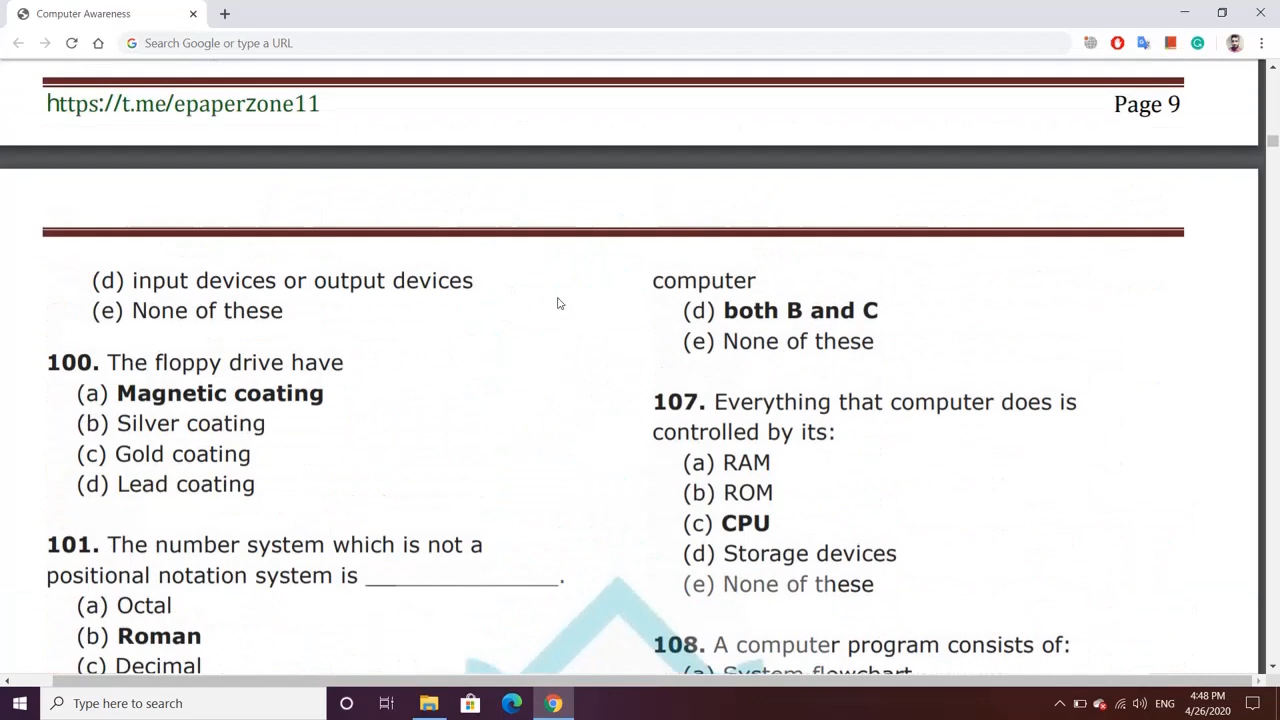 Computer Awareness
Search Google or type a URL
https://t.me/epaperzone11
Page 9
(d) input devices or output devices
(e) None of these
100. The floppy drive have
(a) Magnetic coating
(b) Silver coating
(c) Gold coating
(d) Lead coating
101. The number system which is not a
positional notation system is _______________.
(a) Octal
(b) Roman
(c) Decimal
computer
(d) both B and C
(e) None of these
107. Everything that computer does is
controlled by its:
(a) RAM
(b) ROM
(c) CPU
(d) Storage devices
(e) None of these
108. A computer program consists of:
(a) System flowchart
Type here to search
ENG
4:48 PM
4/26/2020